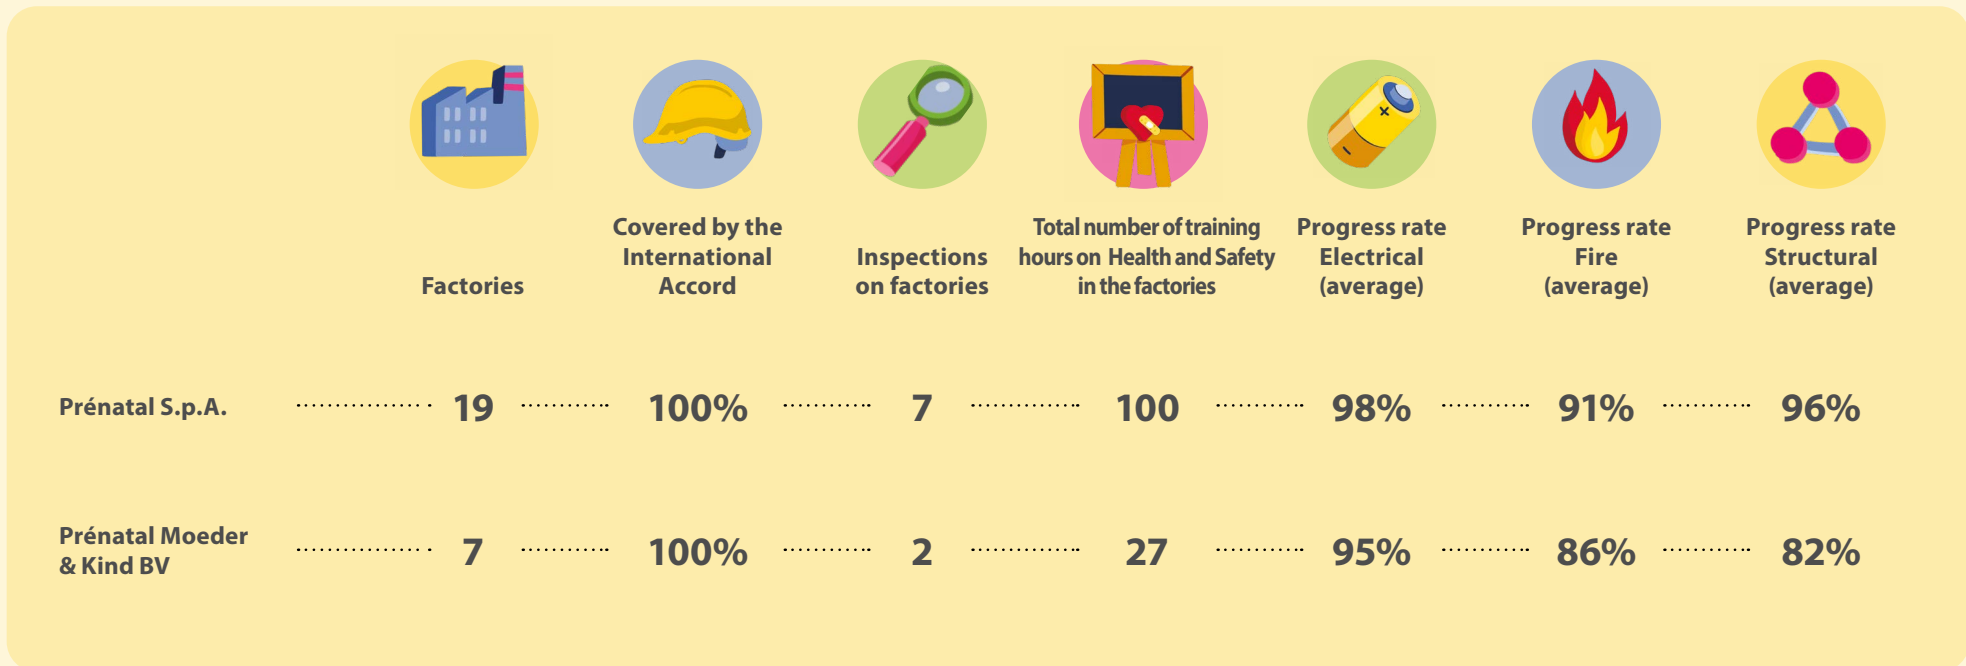 Factories
Covered by the
International
Accord
Inspections
on factories
Total number of training
hours on Health and Safety
in the factories
Progress rate
Electrical
(average)
Progress rate
Fire
(average)
Progress rate
Structural
(average)
Prénatal S.p.A. 19 100% 7 100 98% 91% 96%
Prénatal Moeder
& Kind BV
7 100% 2 27 95% 86% 82%